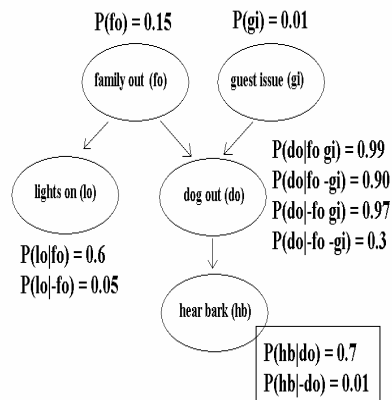 P(fo) = 0.15
P(gi) = 0.01
family out (fo)
guest issue (gi)
P(do|fo gi) = 0.99
P(do|fo -gi) = 0.90
P(do|-fo gi) = 0.97
P(do|-fo -gi) = 0.3
lights on (lo)
dog out (do)
P(lo|fo) = 0.6
P(lo|-fo) = 0.05
hear bark (hb)
P(hb|do) = 0.7
P(hb|-do) = 0.01